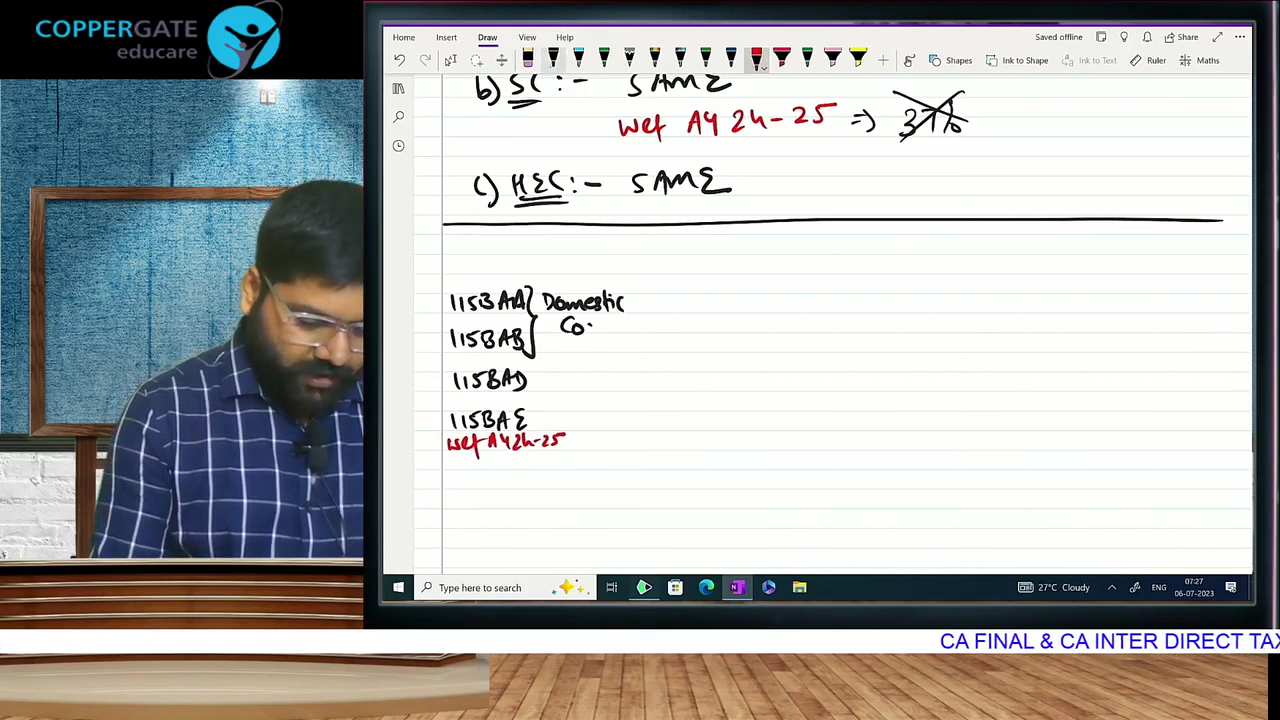 COPPERGATE
educare
Home Insert Draw View Help
Saved offline
Share
Shapes
Ink to Shape
Ink to Text
Ruler
Maths
b) SC :- SAME
wef AY 24-25 => 37%
c) HEC :- SAME
115BAA
115BAB
Domestic
Co.
115BAD
115BAE
wef AY 24-25
Type here to search
27°C Cloudy
ENG
07:27
06-07-2023
CA FINAL & CA INTER DIRECT TAX